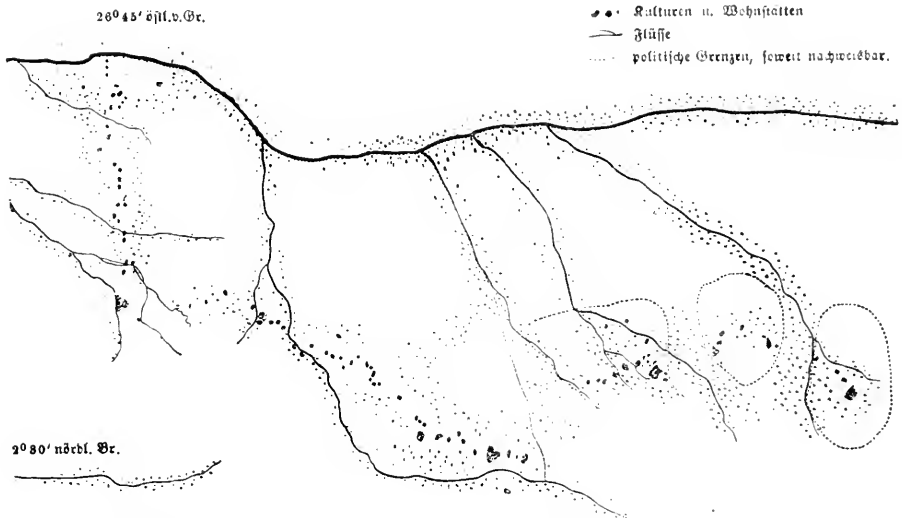 26° 45' östl. v. Gr.
Kulturen u. Wohnstätten
Flüsse
politische Grenzen, soweit nachweisbar.
2° 30' nördl. Br.